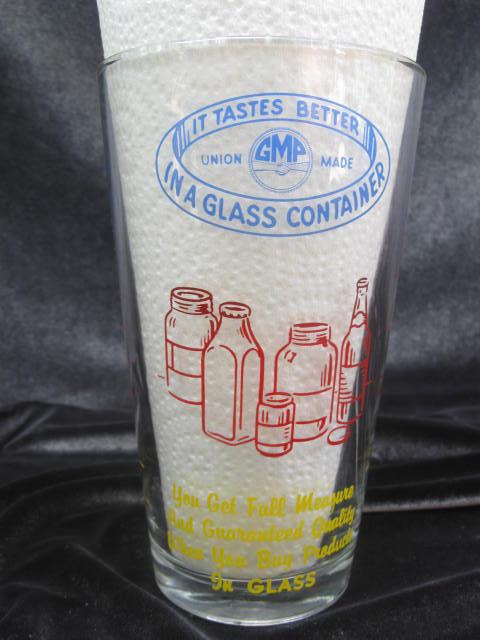 IT TASTES BETTER
UNION GMP MADE
IN A GLASS CONTAINER
You Get Full Measure
And Guaranteed Quality
When You Buy Products
In GLASS